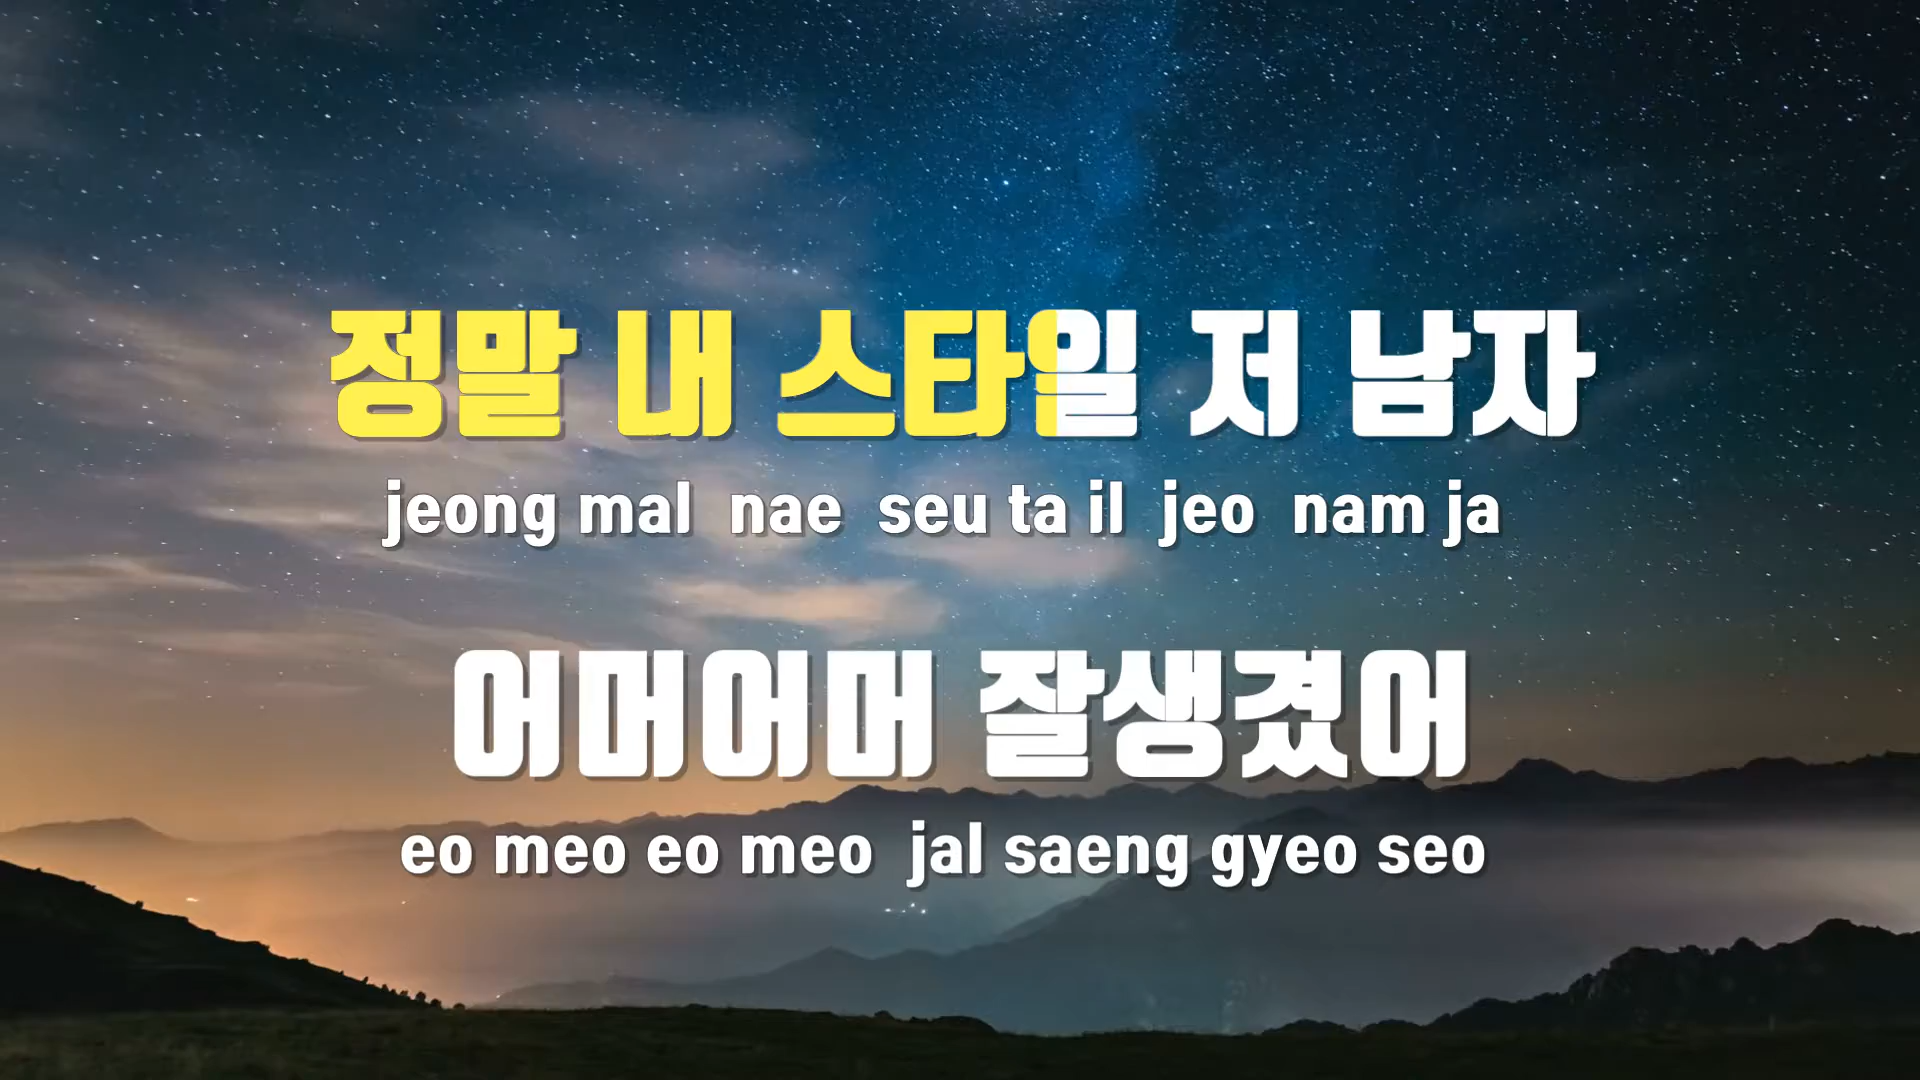 정말 내 스타일 저 남자
jeong mal nae seu ta il jeo nam ja
어머어머 잘생겼어
eo meo eo meo jal saeng gyeo seo